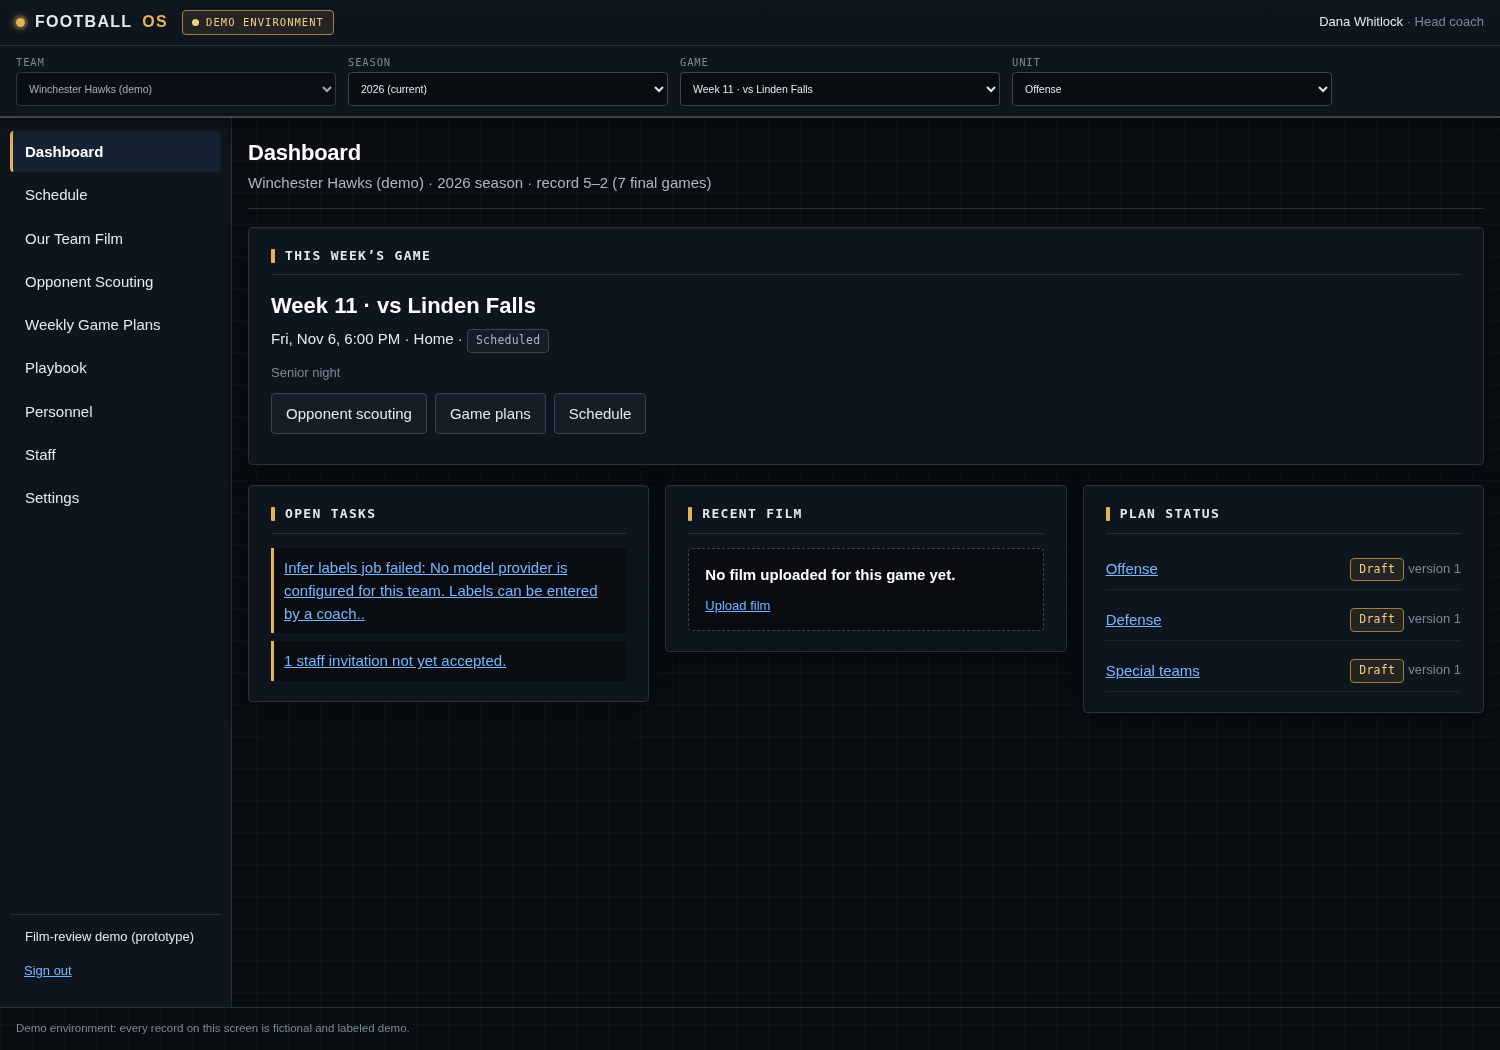 FOOTBALL OS
DEMO ENVIRONMENT
Dana Whitlock · Head coach
TEAM
Winchester Hawks (demo)
SEASON
2026 (current)
GAME
Week 11 · vs Linden Falls
UNIT
Offense
Dashboard
Schedule
Our Team Film
Opponent Scouting
Weekly Game Plans
Playbook
Personnel
Staff
Settings
Film-review demo (prototype)
Sign out
Dashboard
Winchester Hawks (demo) · 2026 season · record 5–2 (7 final games)
THIS WEEK’S GAME
Week 11 · vs Linden Falls
Fri, Nov 6, 6:00 PM · Home · Scheduled
Senior night
Opponent scouting
Game plans
Schedule
OPEN TASKS
Infer labels job failed: No model provider is
configured for this team. Labels can be entered
by a coach..
1 staff invitation not yet accepted.
RECENT FILM
No film uploaded for this game yet.
Upload film
PLAN STATUS
Offense Draft version 1
Defense Draft version 1
Special teams Draft version 1
Demo environment: every record on this screen is fictional and labeled demo.